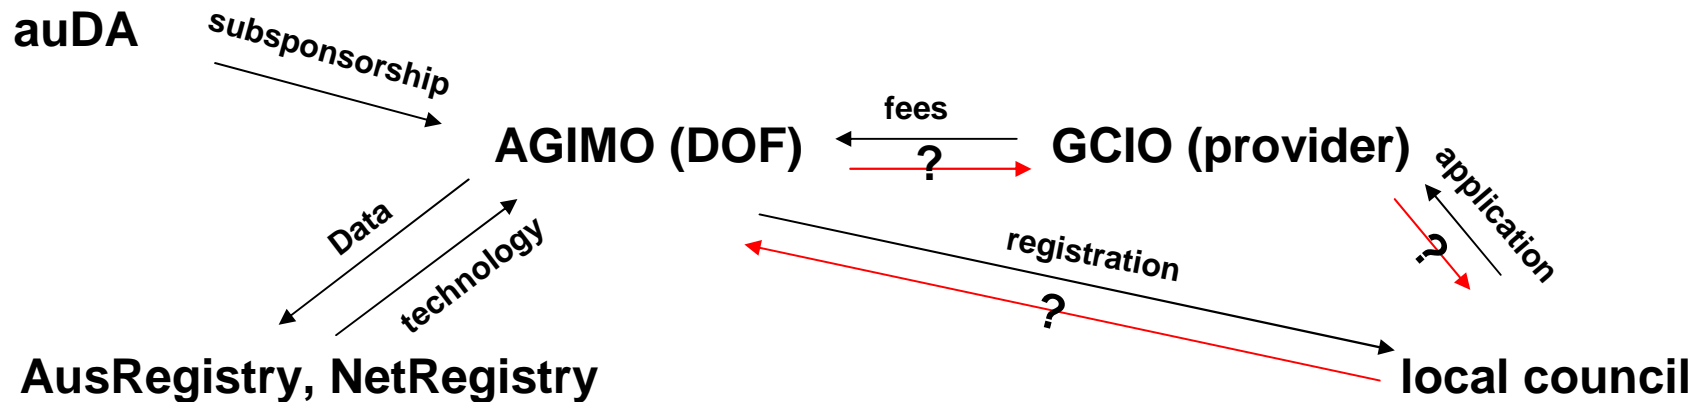 auDA
subsponsorship
fees
AGIMO (DOF)
?
GCIO (provider)
application
?
Data
technology
registration
?
AusRegistry, NetRegistry
local council